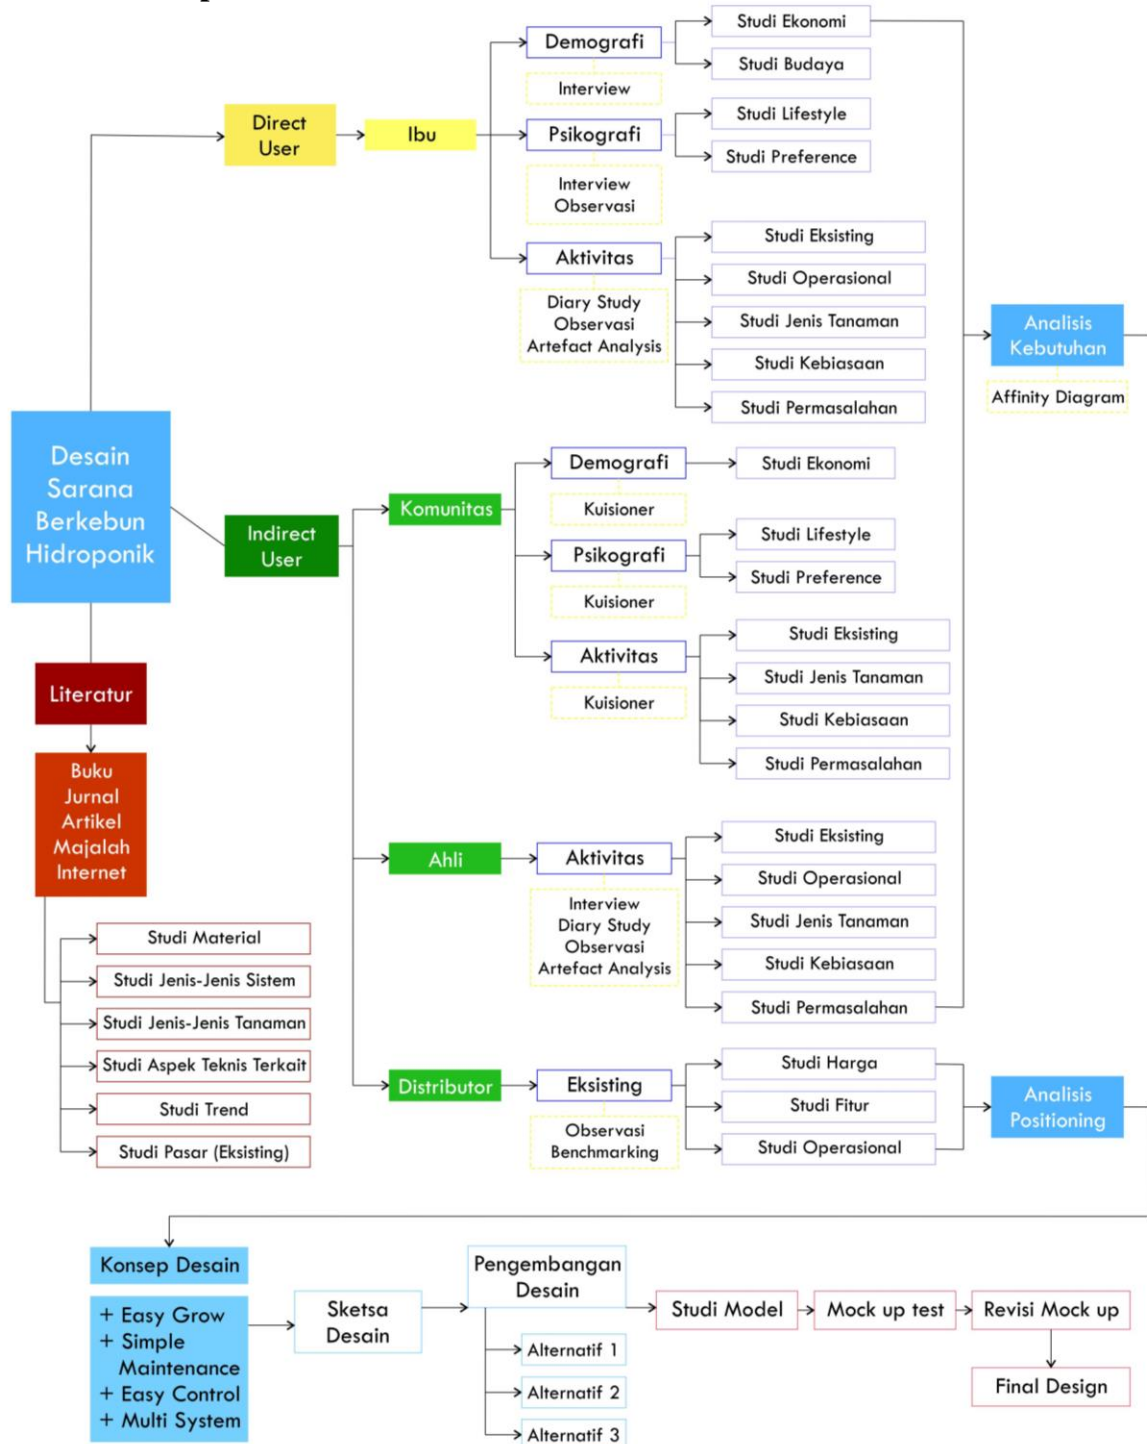 Direct
User
Ibu
Demografi
Interview
Studi Ekonomi
Studi Budaya
Psikografi
Interview
Observasi
Studi Lifestyle
Studi Preference
Aktivitas
Diary Study
Observasi
Artefact Analysis
Studi Eksisting
Studi Operasional
Studi Jenis Tanaman
Studi Kebiasaan
Studi Permasalahan
Analisis
Kebutuhan
Affinity Diagram
Desain
Sarana
Berkebun
Hidroponik
Indirect
User
Komunitas
Demografi
Kuisioner
Studi Ekonomi
Psikografi
Kuisioner
Studi Lifestyle
Studi Preference
Aktivitas
Kuisioner
Studi Eksisting
Studi Jenis Tanaman
Studi Kebiasaan
Studi Permasalahan
Literatur
Buku
Jurnal
Artikel
Majalah
Internet
Studi Material
Studi Jenis-Jenis Sistem
Studi Jenis-Jenis Tanaman
Studi Aspek Teknis Terkait
Studi Trend
Studi Pasar (Eksisting)
Ahli
Aktivitas
Interview
Diary Study
Observasi
Artefact Analysis
Studi Eksisting
Studi Operasional
Studi Jenis Tanaman
Studi Kebiasaan
Studi Permasalahan
Distributor
Eksisting
Observasi
Benchmarking
Studi Harga
Studi Fitur
Studi Operasional
Analisis
Positioning
Konsep Desain
+ Easy Grow
+ Simple
Maintenance
+ Easy Control
+ Multi System
Sketsa
Desain
Pengembangan
Desain
Alternatif 1
Alternatif 2
Alternatif 3
Studi Model
Mock up test
Revisi Mock up
Final Design